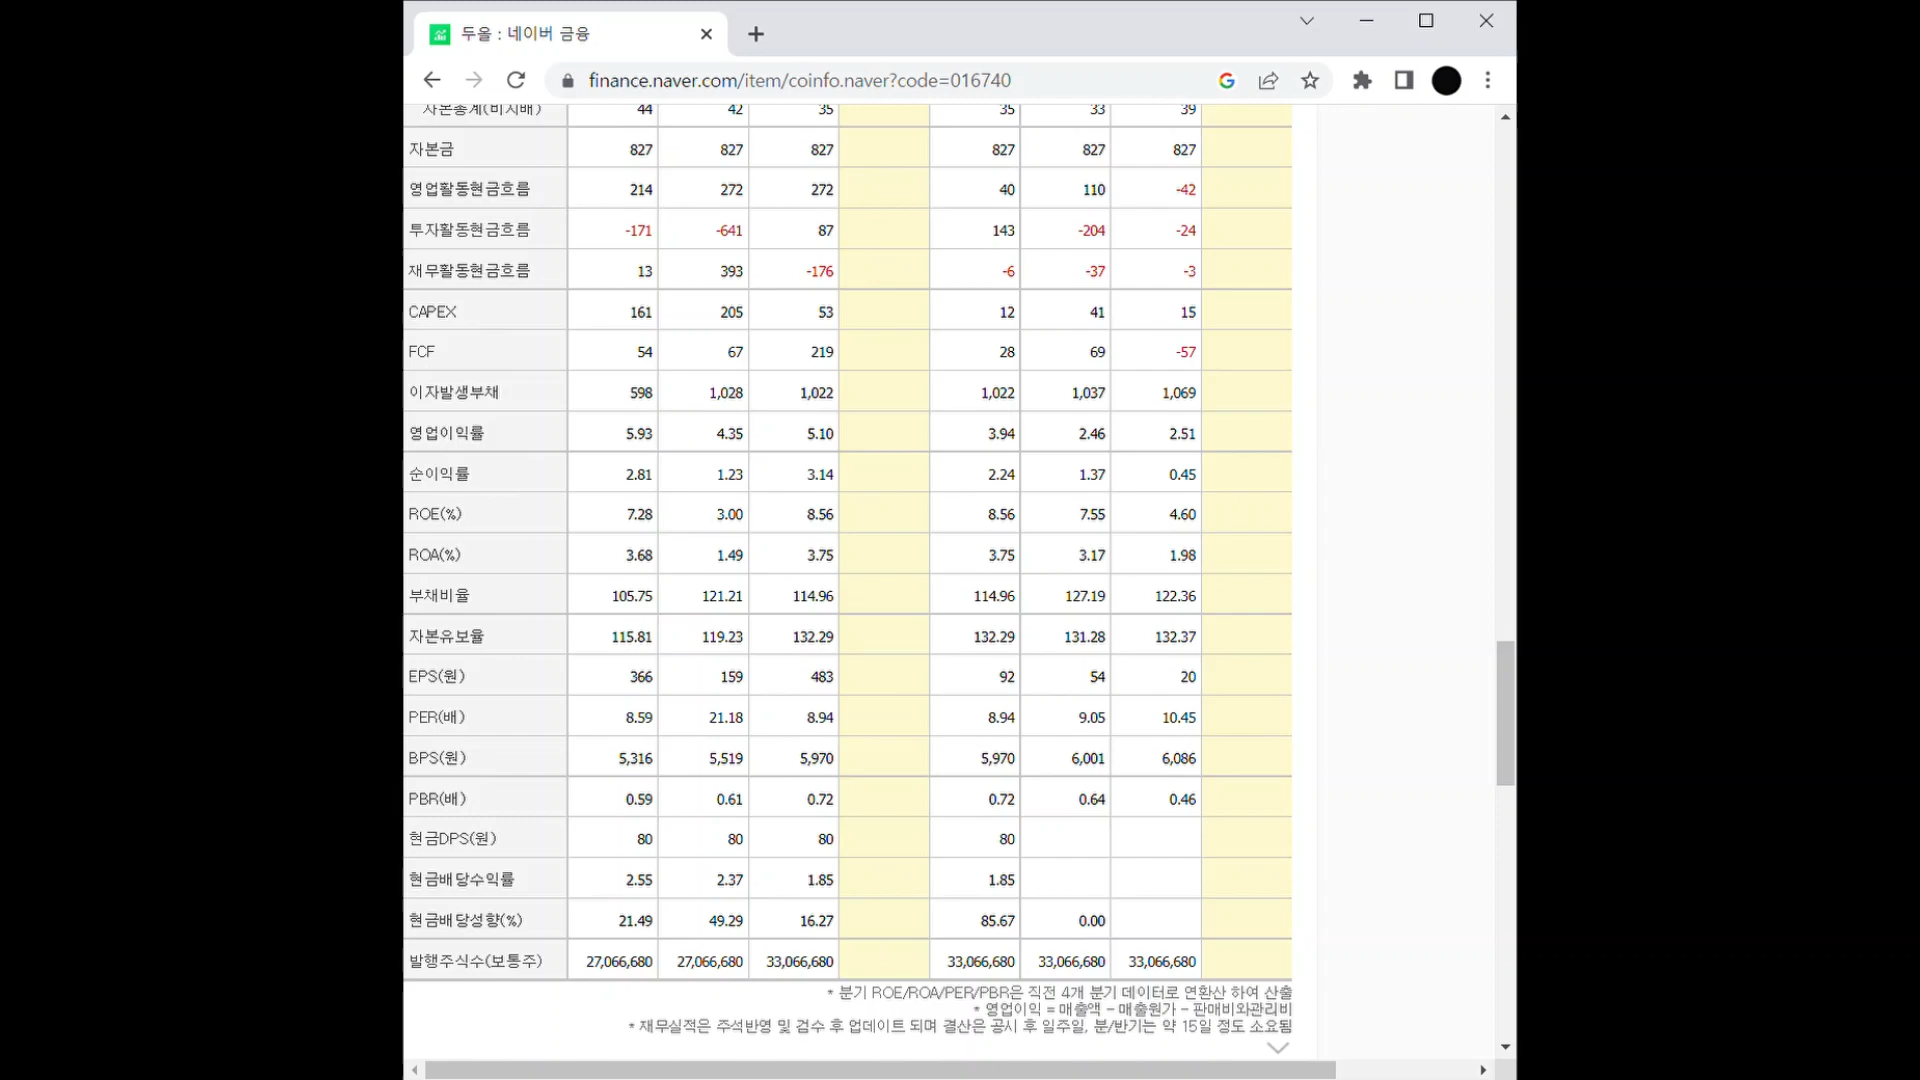 두올 : 네이버 금융
finance.naver.com/item/coinfo.naver?code=016740
자본총계(비지배) 44 42 35 35 33 39
자본금 827 827 827 827 827 827
영업활동현금흐름 214 272 272 40 110 -42
투자활동현금흐름 -171 -641 87 143 -204 -24
재무활동현금흐름 13 393 -176 -6 -37 -3
CAPEX 161 205 53 12 41 15
FCF 54 67 219 28 69 -57
이자발생부채 598 1,028 1,022 1,022 1,037 1,069
영업이익률 5.93 4.35 5.10 3.94 2.46 2.51
순이익률 2.81 1.23 3.14 2.24 1.37 0.45
ROE(%) 7.28 3.00 8.56 8.56 7.55 4.60
ROA(%) 3.68 1.49 3.75 3.75 3.17 1.98
부채비율 105.75 121.21 114.96 114.96 127.19 122.36
자본유보율 115.81 119.23 132.29 132.29 131.28 132.37
EPS(원) 366 159 483 92 54 20
PER(배) 8.59 21.18 8.94 8.94 9.05 10.45
BPS(원) 5,316 5,519 5,970 5,970 6,001 6,086
PBR(배) 0.59 0.61 0.72 0.72 0.64 0.46
현금DPS(원) 80 80 80 80
현금배당수익률 2.55 2.37 1.85 1.85
현금배당성향(%) 21.49 49.29 16.27 85.67 0.00
발행주식수(보통주) 27,066,680 27,066,680 33,066,680 33,066,680 33,066,680 33,066,680
* 분기 ROE/ROA/PER/PBR은 직전 4개 분기 데이터로 연환산 하여 산출
* 영업이익 = 매출액 - 매출원가 - 판매비와관리비
* 재무실적은 주석반영 및 검수 후 업데이트 되며 결산은 공시 후 일주일, 분/반기는 약 15일 정도 소요됨